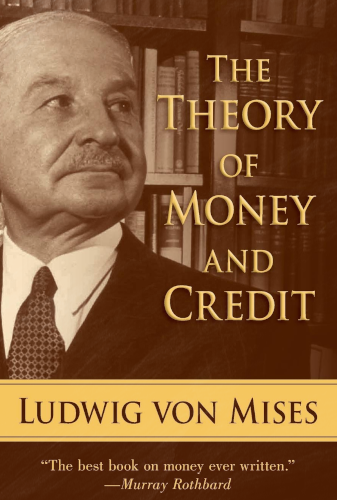 THE
THEORY
OF
MONEY
AND
CREDIT
LUDWIG VON MISES
“The best book on money ever written.”
—Murray Rothbard